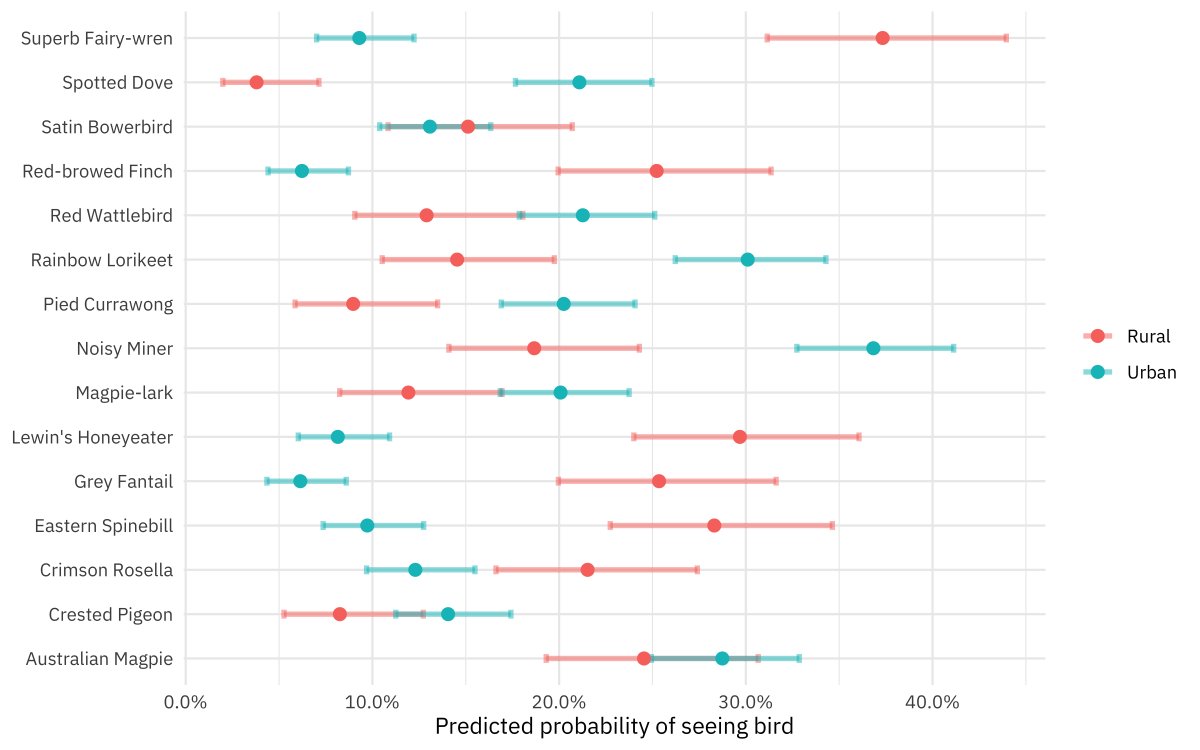 Superb Fairy-wren
Spotted Dove
Satin Bowerbird
Red-browed Finch
Red Wattlebird
Rainbow Lorikeet
Pied Currawong
Noisy Miner
Magpie-lark
Lewin's Honeyeater
Grey Fantail
Eastern Spinebill
Crimson Rosella
Crested Pigeon
Australian Magpie
0.0% 10.0% 20.0% 30.0% 40.0%
Predicted probability of seeing bird
Rural
Urban